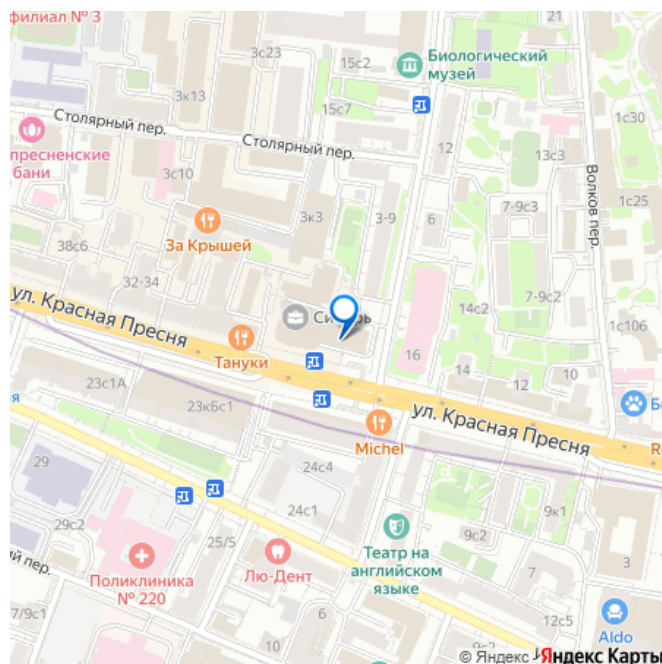 филиал № 3
3с23
15с2
Биологический
музей
21
3к13
15с7
1с30
Столярный пер.
Столярный пер.
12
пресненские
бани
13с3
Волков пер.
3с10
1с25
За Крышей
3к3
3-9
6
7-9с3
38с6
32-34
14с2
7-9с2
ул. Красная Пресня
Тануки
16
1с106
14
12
10
23с1А
23кБс1
ул. Красная Пресня
Michel
29
24с4
24с1
9к1
29с2
25/5
9с2
3
Поликлиника
№ 220
Лю-Дент
Театр на
английском
языке
пер.
7/9с1
6
10
9с2
12с5
Aldo
© Яндекс
Яндекс Карты